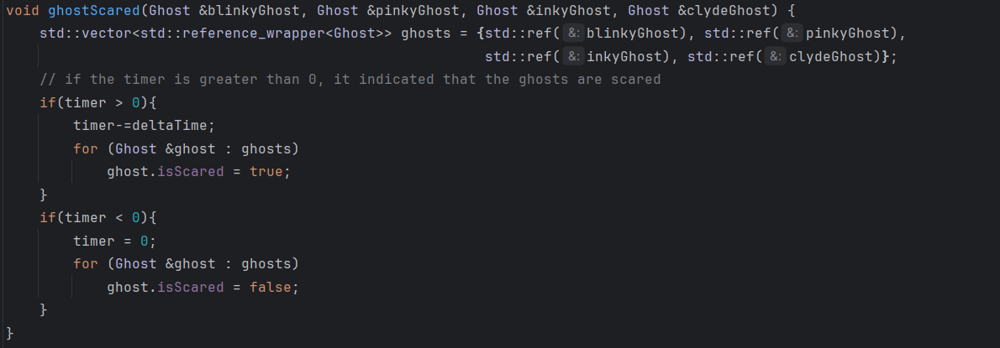 void ghostScared(Ghost &blinkyGhost, Ghost &pinkyGhost, Ghost &inkyGhost, Ghost &clydeGhost) {
    std::vector<std::reference_wrapper<Ghost>> ghosts = {std::ref( &: blinkyGhost), std::ref( &: pinkyGhost),
                                                         std::ref( &: inkyGhost), std::ref( &: clydeGhost)};
    // if the timer is greater than 0, it indicated that the ghosts are scared
    if(timer > 0){
        timer-=deltaTime;
        for (Ghost &ghost : ghosts)
            ghost.isScared = true;
    }
    if(timer < 0){
        timer = 0;
        for (Ghost &ghost : ghosts)
            ghost.isScared = false;
    }
}